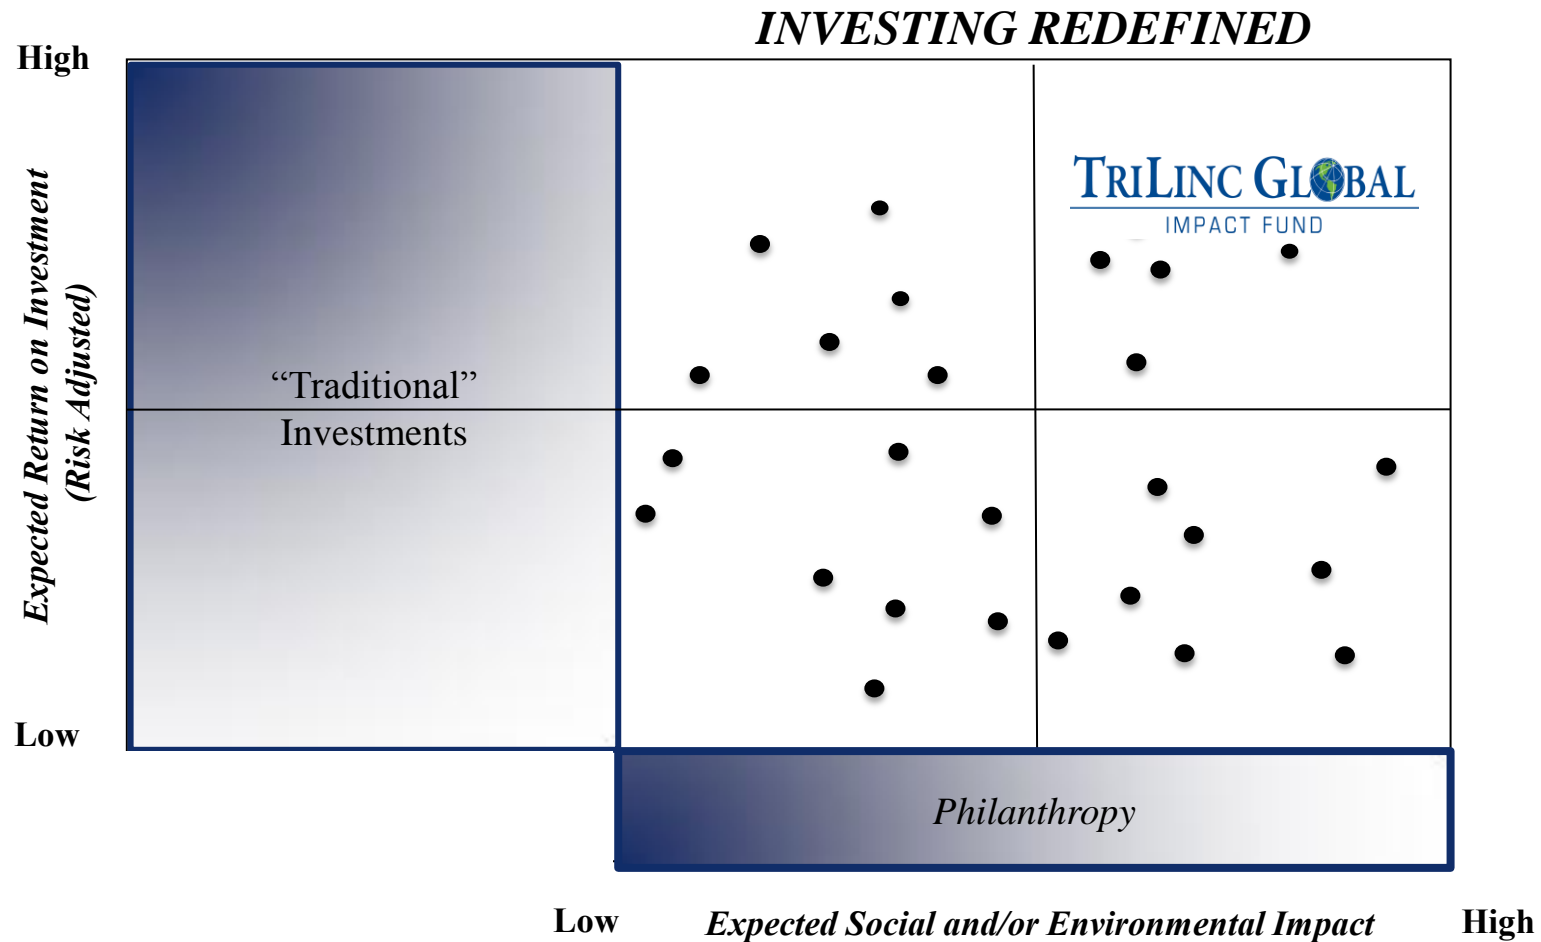 INVESTING REDEFINED
High
TRILINC GLOBAL
IMPACT FUND
Expected Return on Investment
(Risk Adjusted)
“Traditional”
Investments
Low
Philanthropy
Low
Expected Social and/or Environmental Impact
High